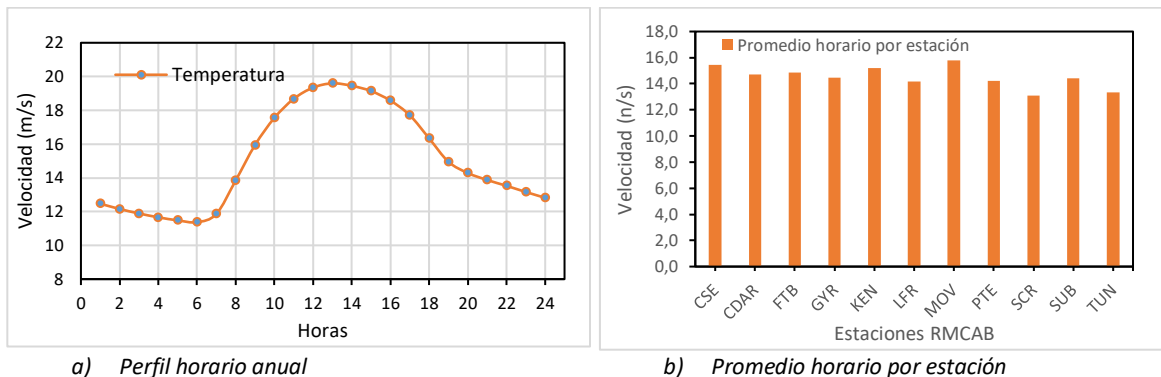 22
20
18
16
14
12
10
8
Velocidad (m/s)
Temperatura
0 2 4 6 8 10 12 14 16 18 20 22 24
Horas
a) Perfil horario anual
18,0
16,0
14,0
12,0
10,0
8,0
6,0
4,0
2,0
0,0
Velocidad (n/s)
Promedio horario por estación
CSE CDAR FTB GYR KEN LFR MOV PTE SCR SUB TUN
Estaciones RMCAB
b) Promedio horario por estación